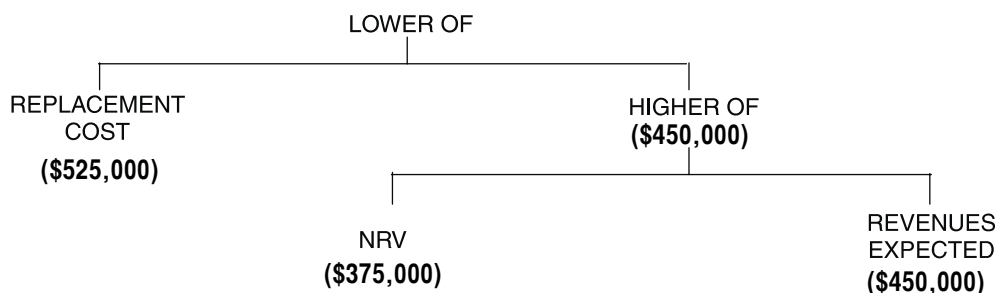 LOWER OF
REPLACEMENT
COST
($525,000)
HIGHER OF
($450,000)
NRV
($375,000)
REVENUES
EXPECTED
($450,000)